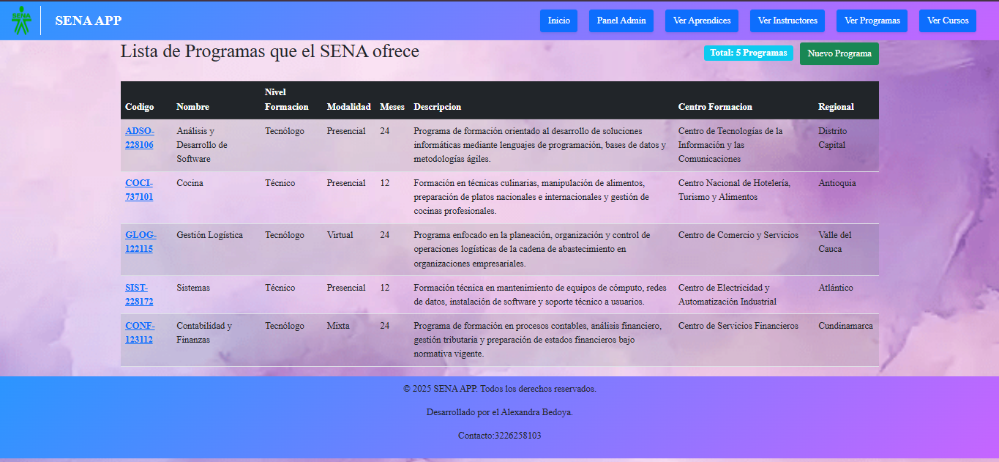 SENA
SENA APP
Inicio
Panel Admin
Ver Aprendices
Ver Instructores
Ver Programas
Ver Cursos
Lista de Programas que el SENA ofrece
Total: 5 Programas
Nuevo Programa
Codigo Nombre Nivel Formacion Modalidad Meses Descripcion Centro Formacion Regional
ADSO- Análisis y Tecnólogo Presencial 24 Programa de formación orientado al desarrollo de soluciones Centro de Tecnologías de la Distrito
228106 Desarrollo de informáticas mediante lenguajes de programación, bases de datos y Información y las Capital
Software metodologías ágiles. Comunicaciones
COCI- Cocina Técnico Presencial 12 Formación en técnicas culinarias, manipulación de alimentos, Centro Nacional de Hotelería, Antioquia
737101 preparación de platos nacionales e internacionales y gestión de Turismo y Alimentos
cocinas profesionales.
GLOG- Gestión Logística Tecnólogo Virtual 24 Programa enfocado en la planeación, organización y control de Centro de Comercio y Servicios Valle del
122115 operaciones logísticas de la cadena de abastecimiento en Cauca
organizaciones empresariales.
SIST- Sistemas Técnico Presencial 12 Formación técnica en mantenimiento de equipos de cómputo, redes Centro de Electricidad y Atlántico
228172 de datos, instalación de software y soporte técnico a usuarios. Automatización Industrial
CONF- Contabilidad y Tecnólogo Mixta 24 Programa de formación en procesos contables, análisis financiero, Centro de Servicios Financieros Cundinamarca
123112 Finanzas gestión tributaria y preparación de estados financieros bajo
normativa vigente.
© 2025 SENA APP. Todos los derechos reservados.
Desarrollado por el Alexandra Bedoya.
Contacto:3226258103